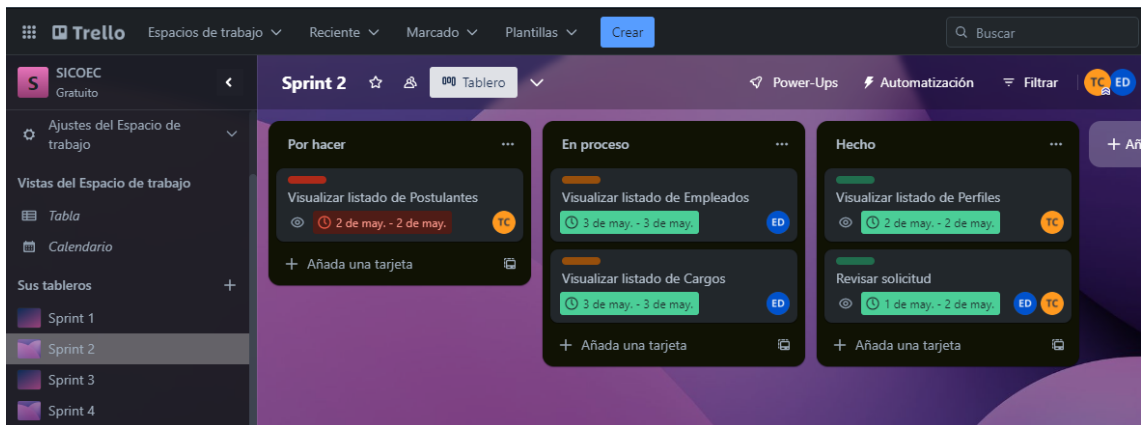 Trello Espacios de trabajo Reciente Marcado Plantillas Crear Buscar
S SICOEC
Gratuito
Sprint 2 Tablero Power-Ups Automatización Filtrar TC ED
Ajustes del Espacio de
trabajo
Vistas del Espacio de trabajo
Tabla
Calendario
Sus tableros +
Sprint 1
Sprint 2
Sprint 3
Sprint 4
Por hacer ...
Visualizar listado de Postulantes
2 de may. - 2 de may. TC
+ Añada una tarjeta
En proceso ...
Visualizar listado de Empleados
3 de may. - 3 de may. ED
Visualizar listado de Cargos
3 de may. - 3 de may. ED
+ Añada una tarjeta
Hecho ...
Visualizar listado de Perfiles
2 de may. - 2 de may. TC
Revisar solicitud
1 de may. - 2 de may. ED TC
+ Añada una tarjeta
+ Añ